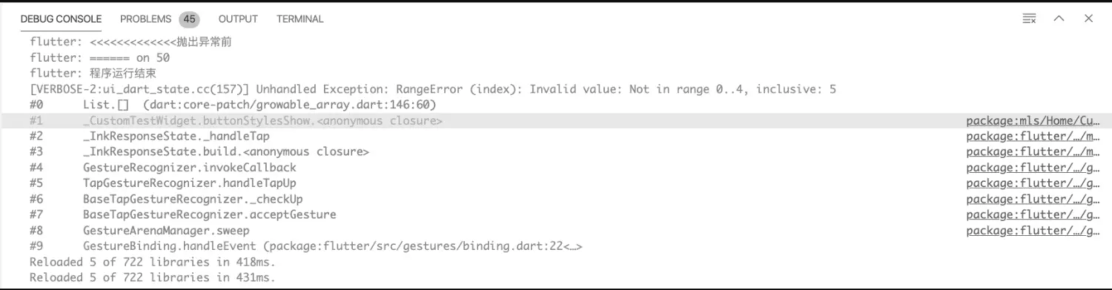 DEBUG CONSOLE PROBLEMS 45 OUTPUT TERMINAL
flutter: <<<<<<<<<<<<<抛出异常前
flutter: ====== on 50
flutter: 程序运行结束
[VERBOSE-2:ui_dart_state.cc(157)] Unhandled Exception: RangeError (index): Invalid value: Not in range 0..4, inclusive: 5
#0 List.[] (dart:core-patch/growable_array.dart:146:60)
#1 _CustomTestWidget.buttonStylesShow.<anonymous closure> package:mls/Home/Cu…
#2 _InkResponseState._handleTap package:flutter/…/m…
#3 _InkResponseState.build.<anonymous closure> package:flutter/…/m…
#4 GestureRecognizer.invokeCallback package:flutter/…/g…
#5 TapGestureRecognizer.handleTapUp package:flutter/…/g…
#6 BaseTapGestureRecognizer._checkUp package:flutter/…/g…
#7 BaseTapGestureRecognizer.acceptGesture package:flutter/…/g…
#8 GestureArenaManager.sweep package:flutter/…/g…
#9 GestureBinding.handleEvent (package:flutter/src/gestures/binding.dart:22<…>
Reloaded 5 of 722 libraries in 418ms.
Reloaded 5 of 722 libraries in 431ms.